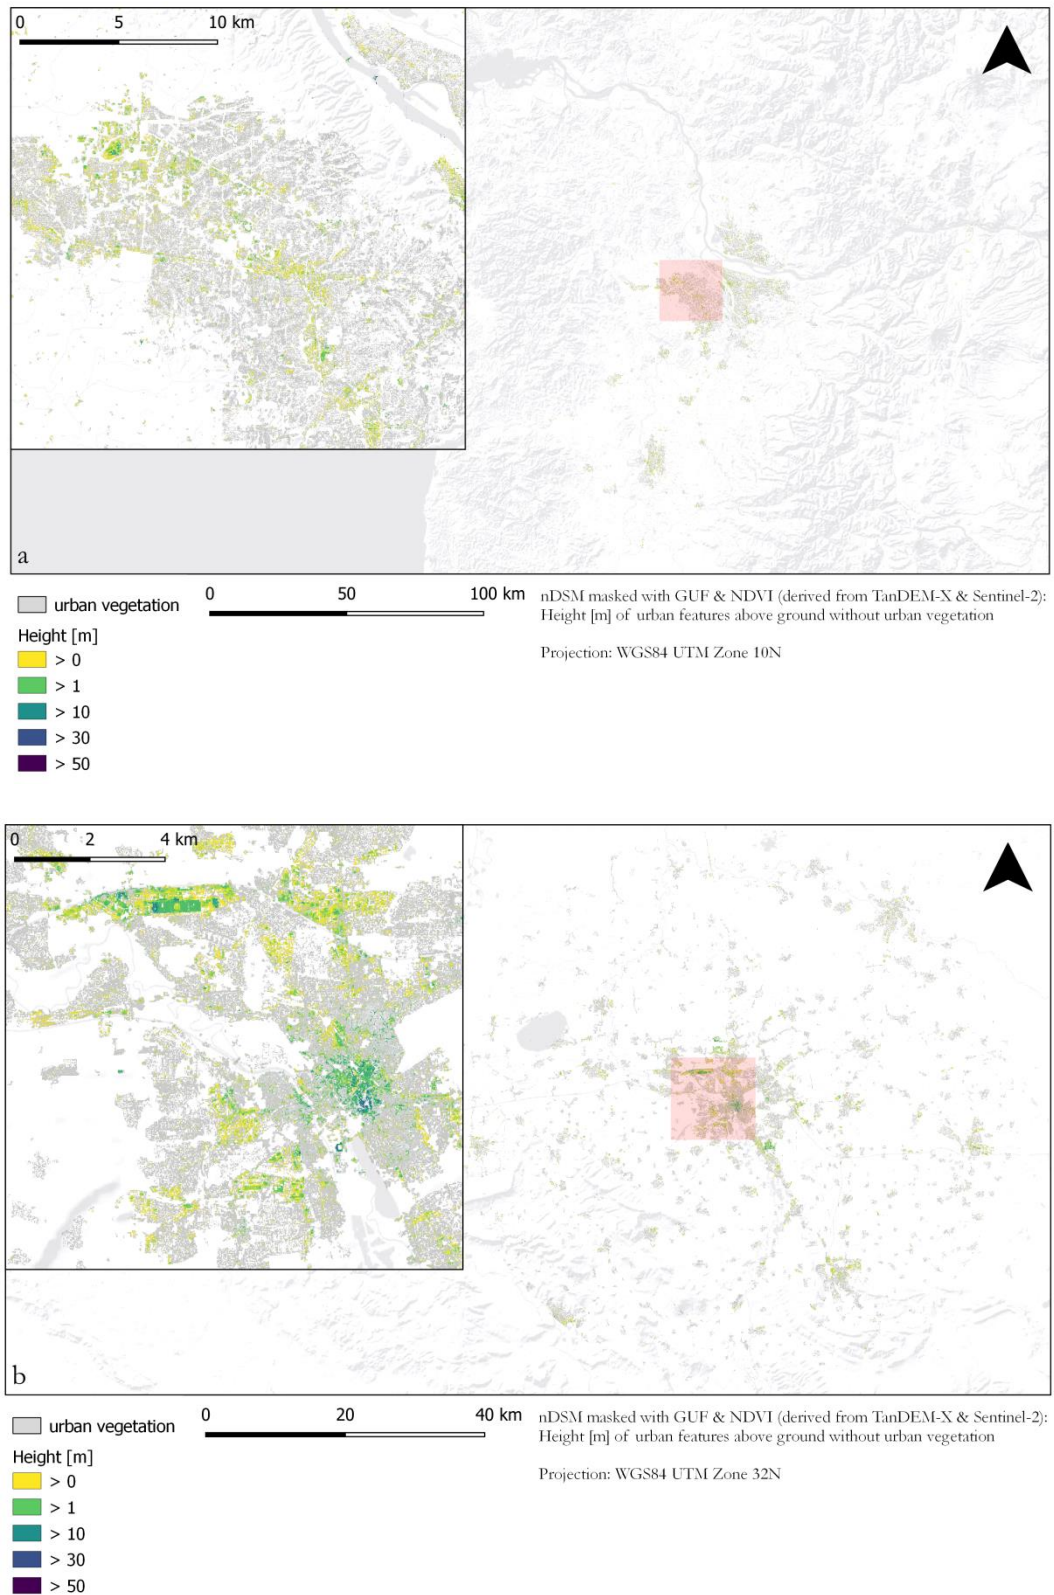 0 5 10 km
a
urban vegetation
Height [m]
> 0
> 1
> 10
> 30
> 50
0 50 100 km
nDSM masked with GUF & NDVI (derived from TanDEM-X & Sentinel-2):
Height [m] of urban features above ground without urban vegetation
Projection: WGS84 UTM Zone 10N
0 2 4 km
b
urban vegetation
Height [m]
> 0
> 1
> 10
> 30
> 50
0 20 40 km
nDSM masked with GUF & NDVI (derived from TanDEM-X & Sentinel-2):
Height [m] of urban features above ground without urban vegetation
Projection: WGS84 UTM Zone 32N